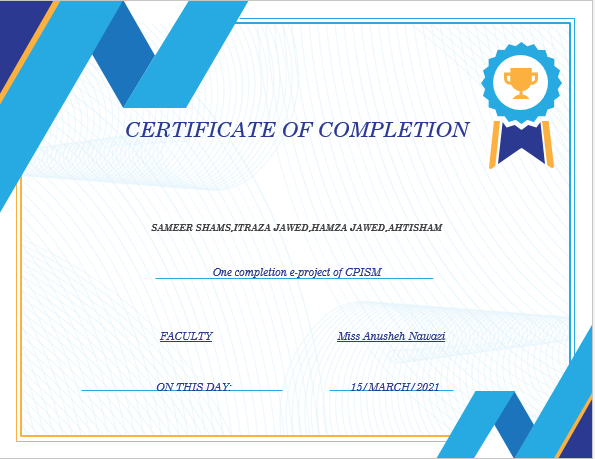 CERTIFICATE OF COMPLETION
SAMEER SHAMS,ITRAZA JAWED,HAMZA JAWED,AHTISHAM
One completion e-project of CPISM
FACULTY Miss Anusheh Nawazi
ON THIS DAY: 15/MARCH/2021